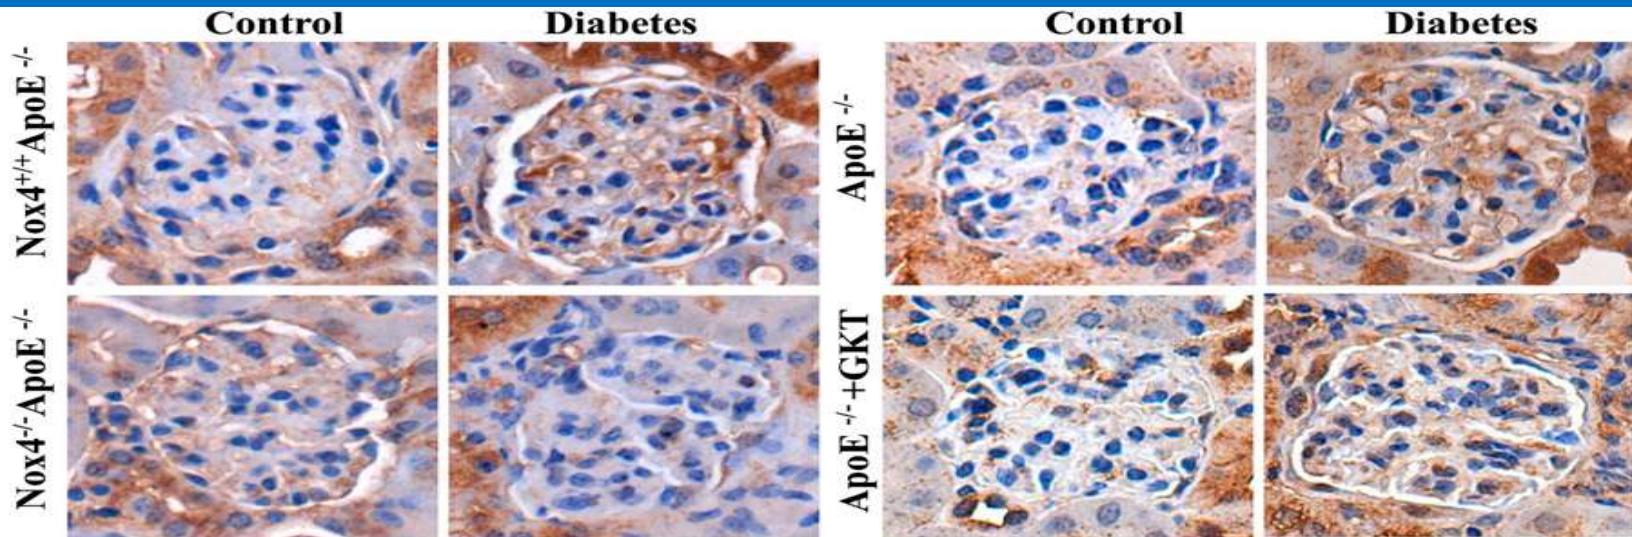 Control Diabetes Control Diabetes
Nox4+/+ApoE -/-
ApoE -/-
Nox4-/-ApoE -/-
ApoE -/-+GKT